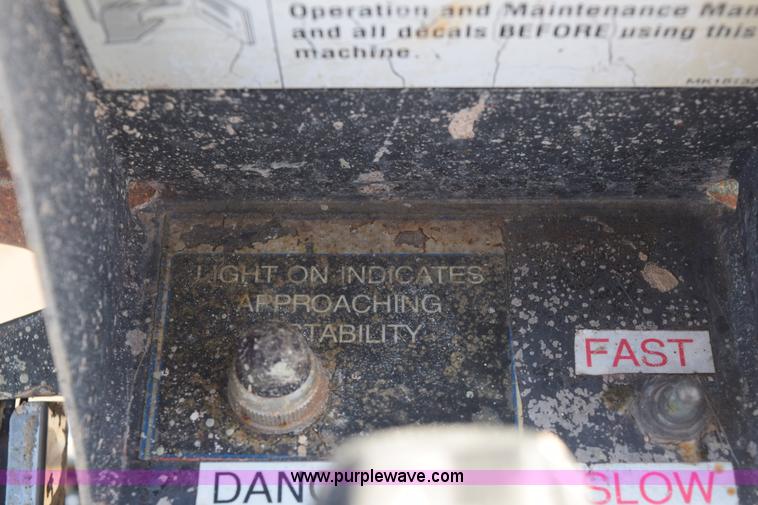 Operation and Maintenance Man
and all decals BEFORE using this
machine.
LIGHT ON INDICATES
APPROACHING
STABILITY
FAST
DANG
SLOW
www.purplewave.com